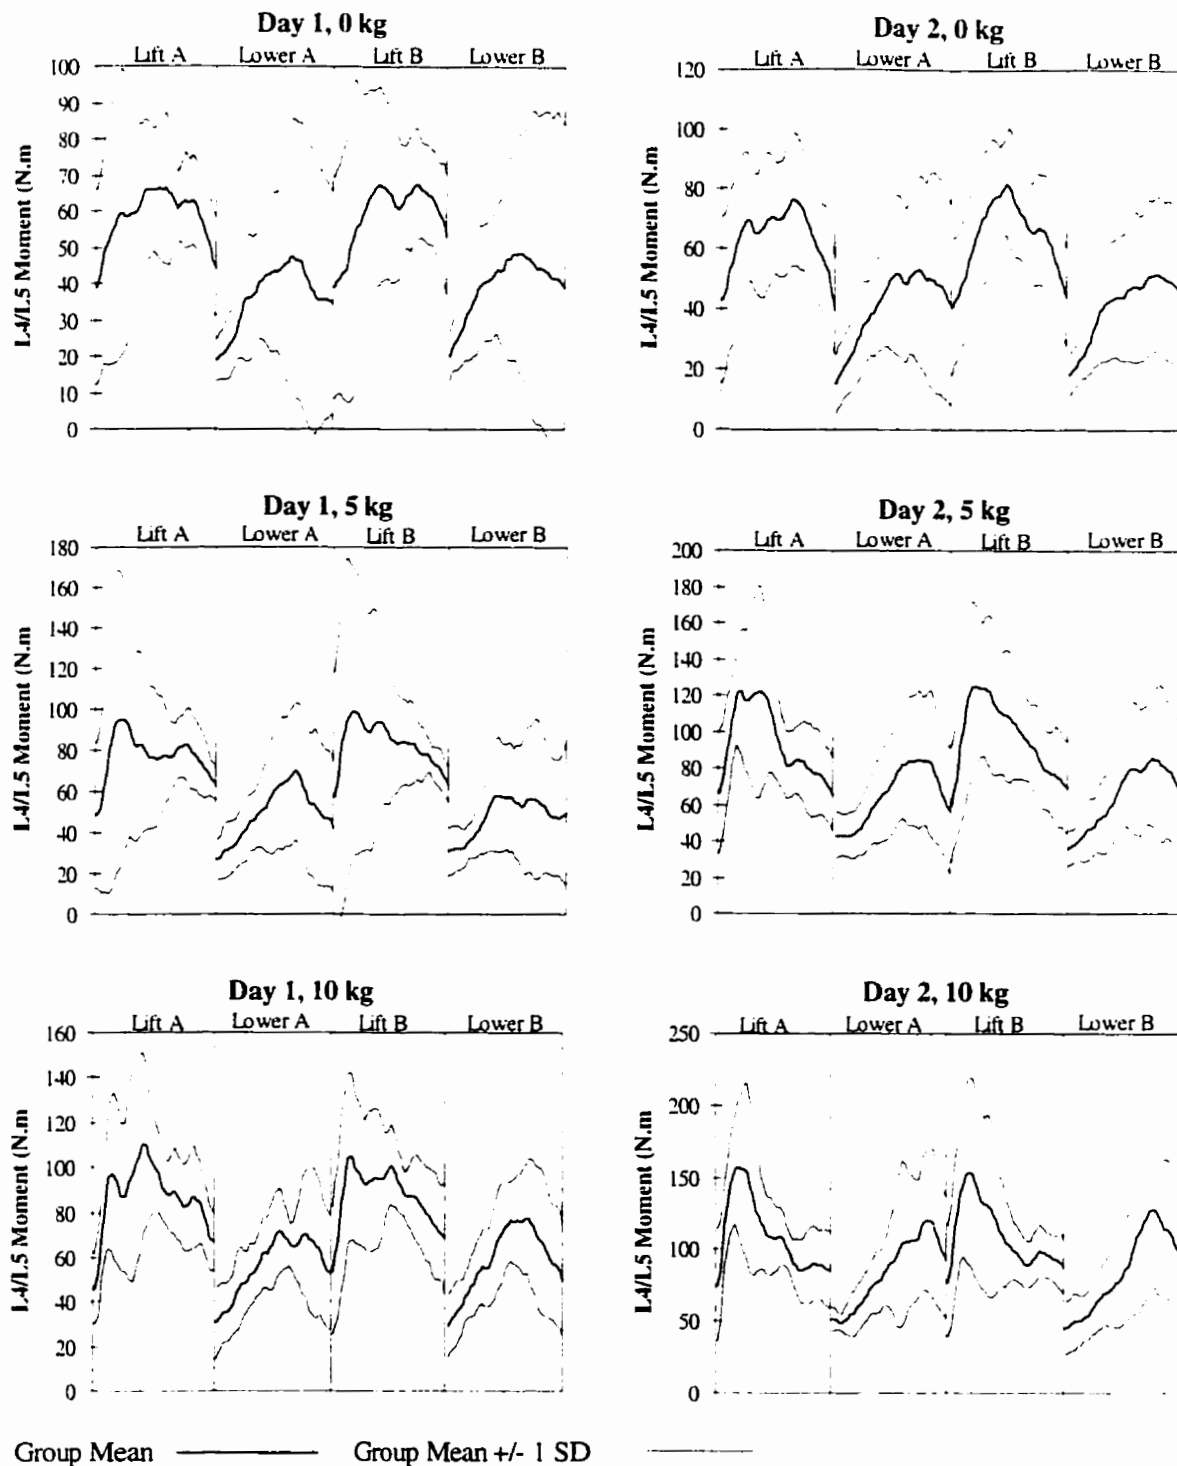 Day 1, 0 kg
Lift A Lower A Lift B Lower B
100
90
80
70
60
50
40
30
20
10
0
L4/L5 Moment (N.m
Day 2, 0 kg
Lift A Lower A Lift B Lower B
120
100
80
60
40
20
0
L4/L5 Moment (N.m
Day 1, 5 kg
Lift A Lower A Lift B Lower B
180
160
140
120
100
80
60
40
20
0
L4/L5 Moment (N.m
Day 2, 5 kg
Lift A Lower A Lift B Lower B
200
180
160
140
120
100
80
60
40
20
0
L4/L5 Moment (N.m
Day 1, 10 kg
Lift A Lower A Lift B Lower B
160
140
120
100
80
60
40
20
0
L4/L5 Moment (N.m
Day 2, 10 kg
Lift A Lower A Lift B Lower B
250
200
150
100
50
0
L4/L5 Moment (N.m
Group Mean Group Mean +/- 1 SD